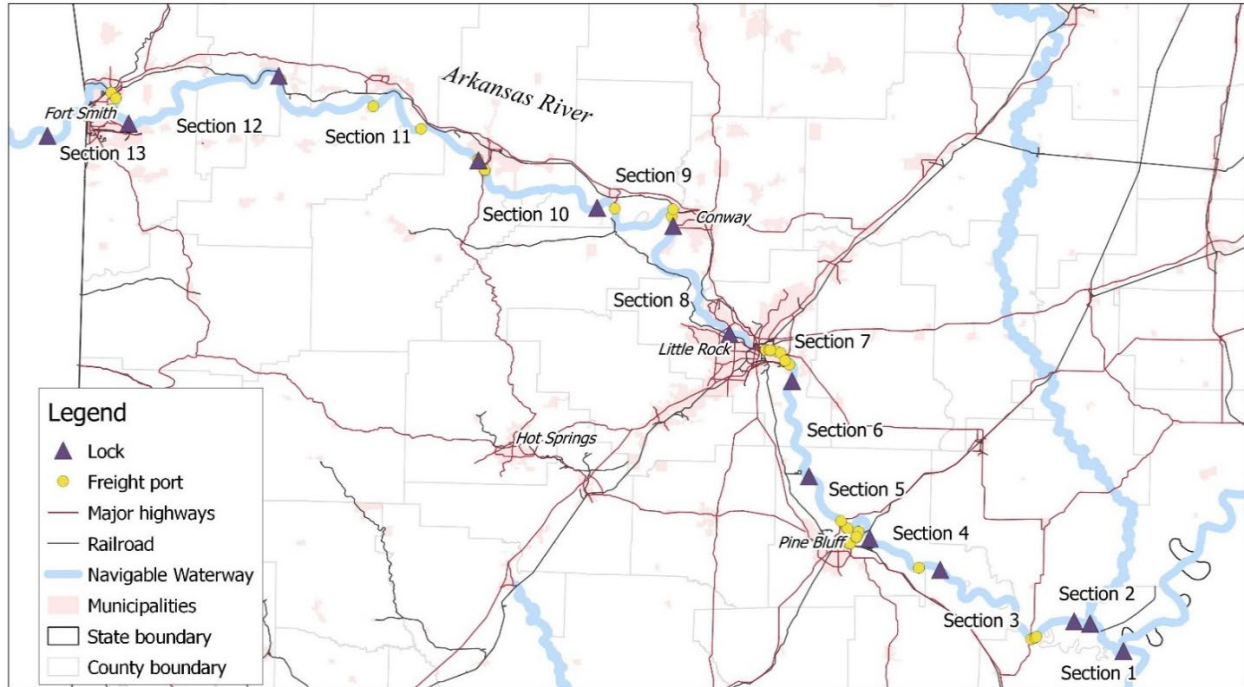 Arkansas River
Fort Smith
Section 12
Section 11
Section 13
Section 9
Section 10
Conway
Section 8
Little Rock
Section 7
Section 6
Hot Springs
Section 5
Section 4
Pine Bluff
Section 2
Section 3
Section 1
Legend
Lock
Freight port
Major highways
Railroad
Navigable Waterway
Municipalities
State boundary
County boundary